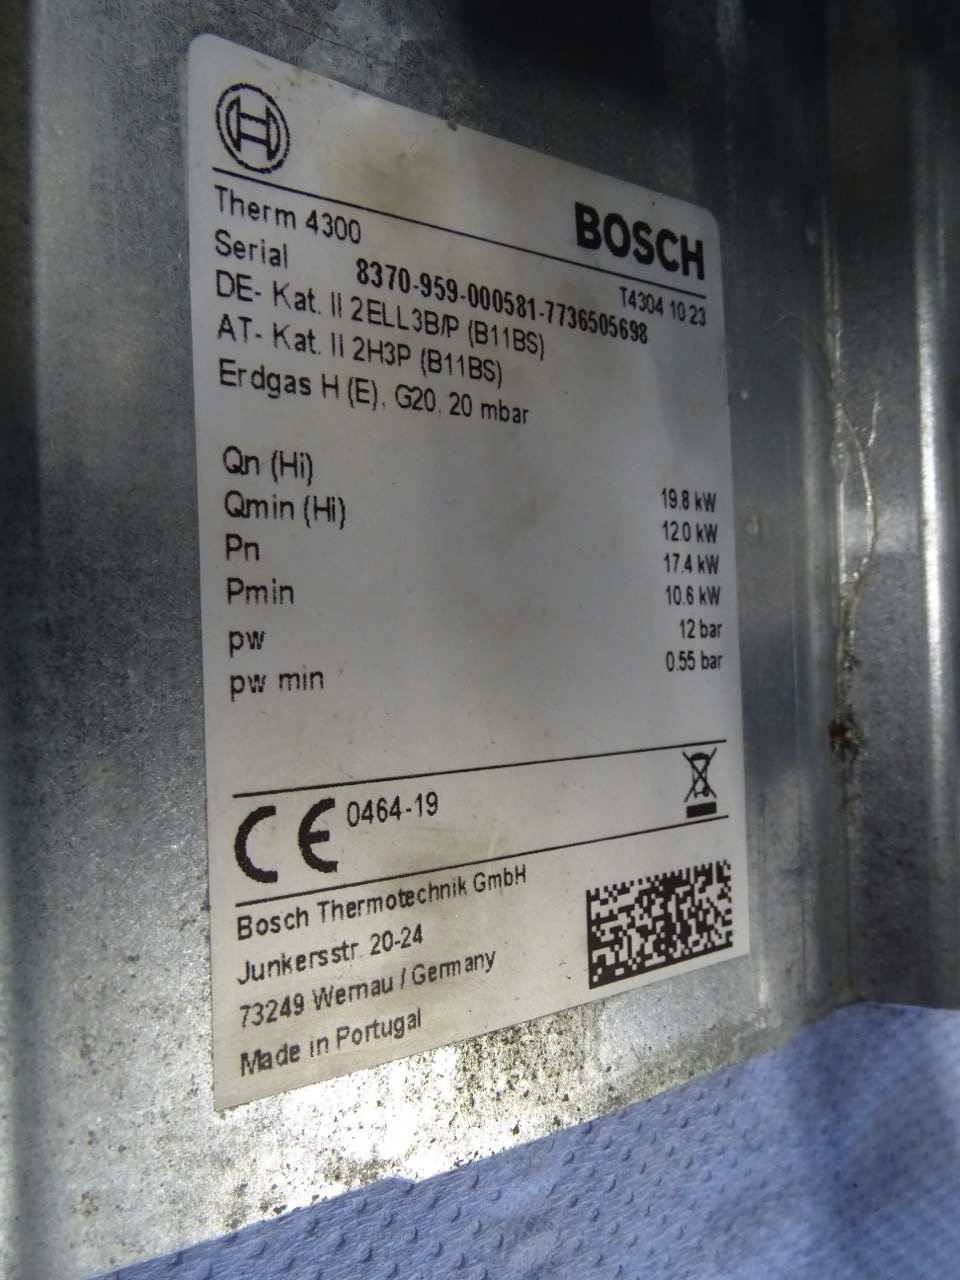 BOSCH
Therm 4300
T4304 10 23
Serial 8370-959-000581-7736505698
DE- Kat. II 2ELL3B/P (B11BS)
AT- Kat. II 2H3P (B11BS)
Erdgas H (E), G20, 20 mbar
Qn (Hi) 19.8 kW
Qmin (Hi) 12.0 kW
Pn 17.4 kW
Pmin 10.6 kW
pw 12 bar
pw min 0.55 bar
CE 0464-19
Bosch Thermotechnik GmbH
Junkersstr. 20-24
73249 Wernau / Germany
Made in Portugal